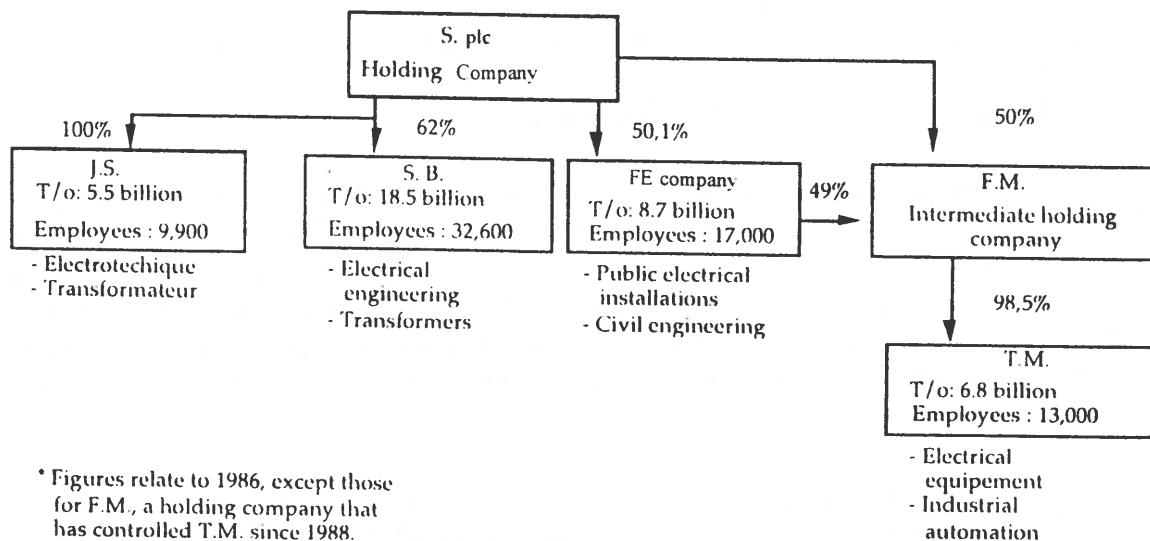 S. plc
Holding Company
100%
62%
50,1%
50%
J.S.
T/o: 5.5 billion
Employees : 9,900
- Electrotechique
- Transformateur
S. B.
T/o: 18.5 billion
Employees : 32,600
- Electrical
engineering
- Transformers
FE company
T/o: 8.7 billion
Employees : 17,000
- Public electrical
installations
- Civil engineering
49%
F.M.
Intermediate holding
company
98,5%
T.M.
T/o: 6.8 billion
Employees : 13,000
- Electrical
equipement
- Industrial
automation
* Figures relate to 1986, except those
for F.M., a holding company that
has controlled T.M. since 1988.